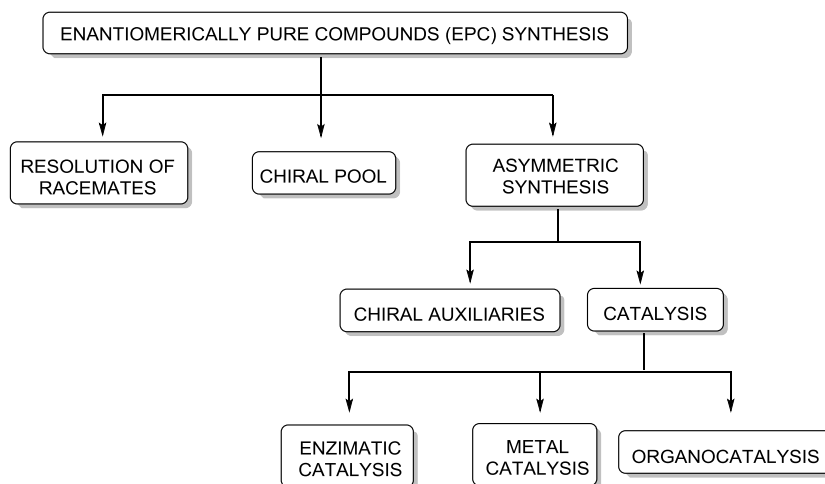 ENANTIOMERICALLY PURE COMPOUNDS (EPC) SYNTHESIS
RESOLUTION OF
RACEMATES
CHIRAL POOL
ASYMMETRIC
SYNTHESIS
CHIRAL AUXILIARIES
CATALYSIS
ENZIMATIC
CATALYSIS
METAL
CATALYSIS
ORGANOCATALYSIS